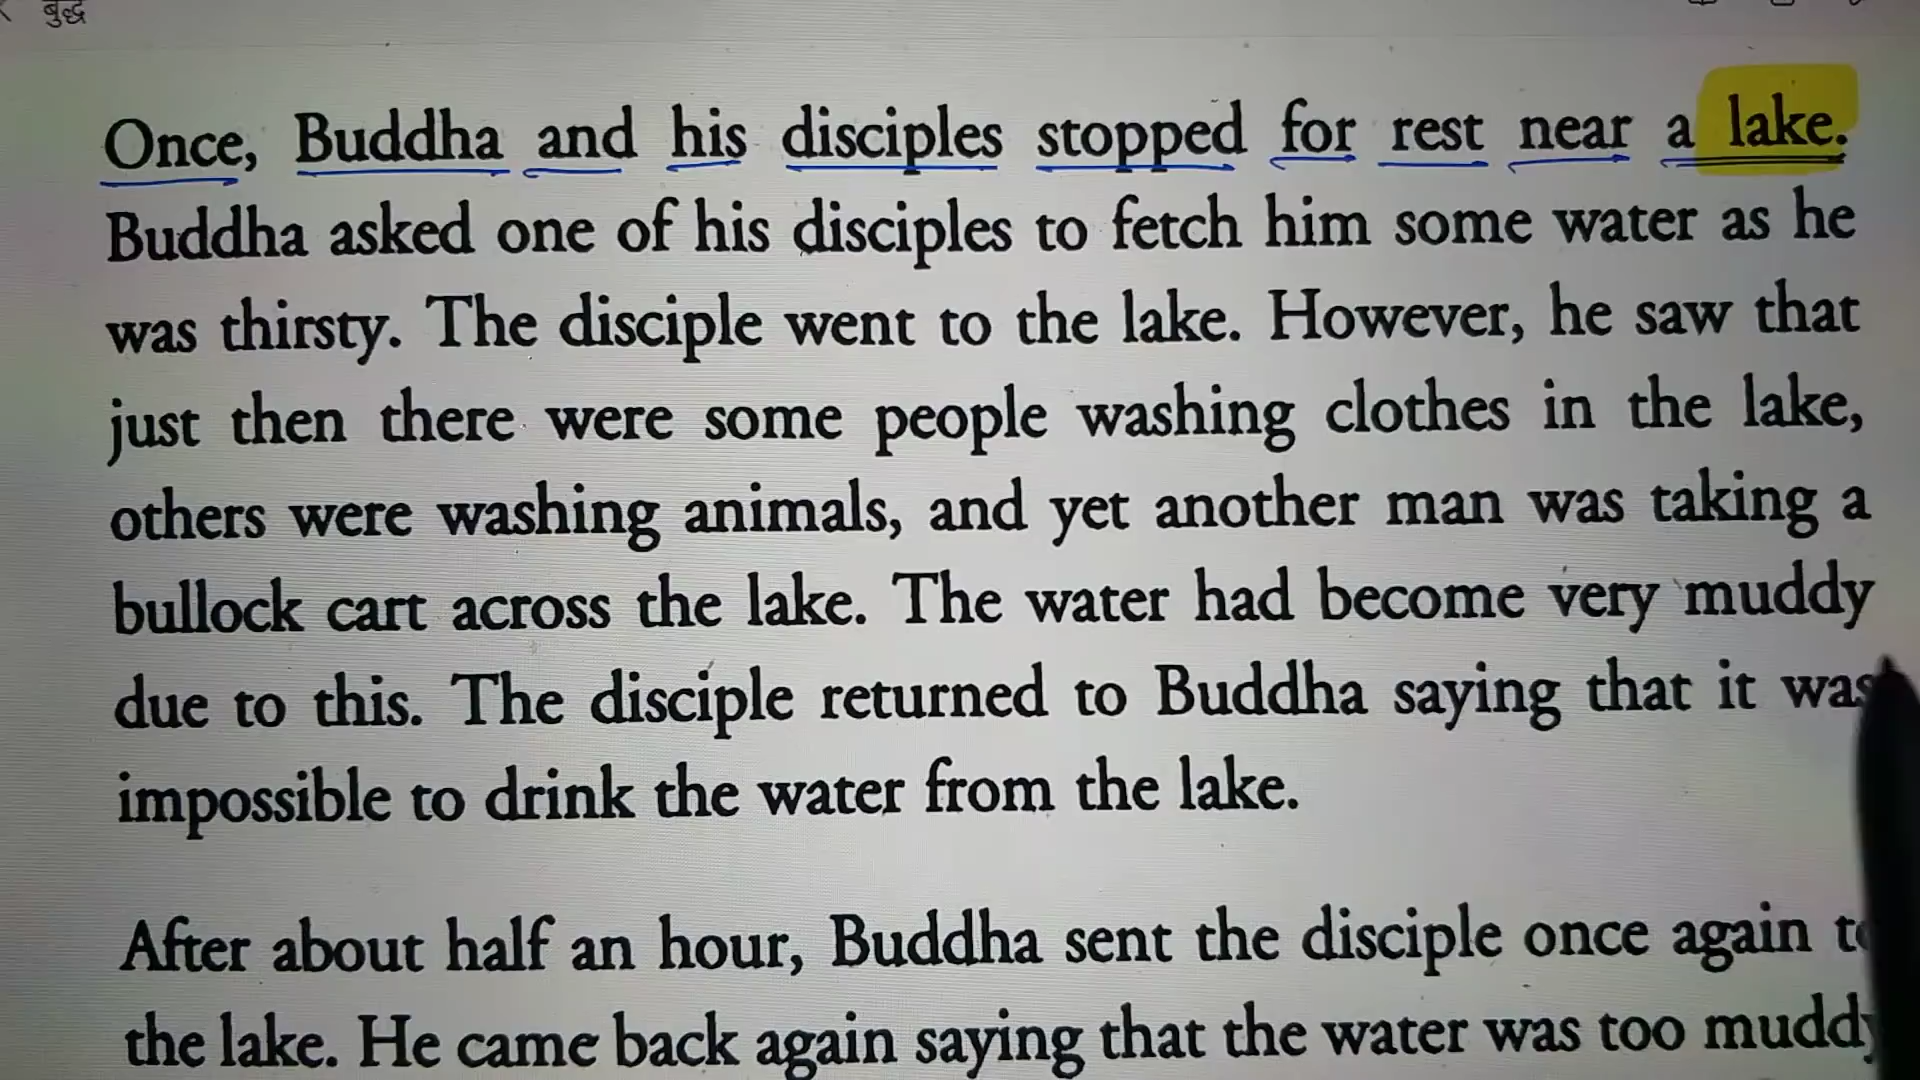 बुद्ध
Once, Buddha and his disciples stopped for rest near a lake.
Buddha asked one of his disciples to fetch him some water as he
was thirsty. The disciple went to the lake. However, he saw that
just then there were some people washing clothes in the lake,
others were washing animals, and yet another man was taking a
bullock cart across the lake. The water had become very muddy
due to this. The disciple returned to Buddha saying that it was
impossible to drink the water from the lake.
After about half an hour, Buddha sent the disciple once again to
the lake. He came back again saying that the water was too muddy